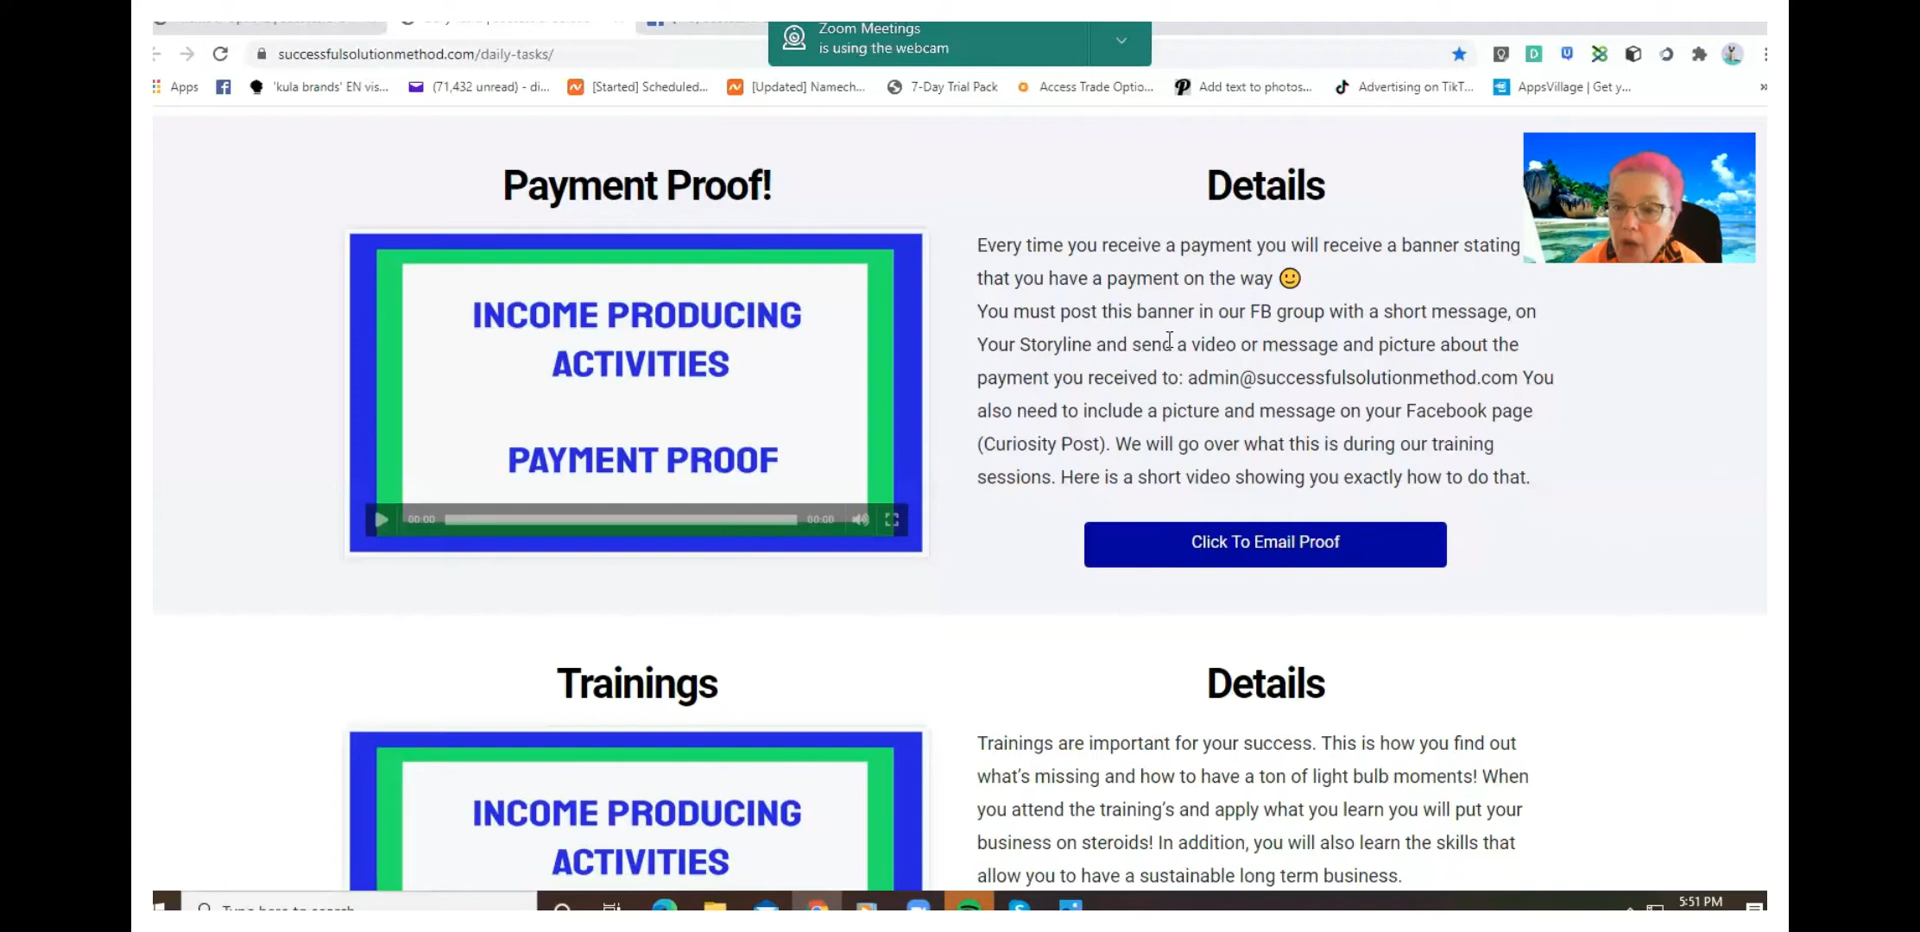 Zoom Meetings
is using the webcam
successfulsolutionmethod.com/daily-tasks/
Apps
'kula brands' EN vis...
(71,432 unread) - di...
[Started] Scheduled...
[Updated] Namech...
7-Day Trial Pack
Access Trade Optio...
Add text to photos...
Advertising on TikT...
AppsVillage | Get y...
»
Payment Proof!
INCOME PRODUCING
ACTIVITIES
PAYMENT PROOF
00:00
00:00
Details
Every time you receive a payment you will receive a banner stating
that you have a payment on the way 🙂
You must post this banner in our FB group with a short message, on
Your Storyline and send a video or message and picture about the
payment you received to: admin@successfulsolutionmethod.com You
also need to include a picture and message on your Facebook page
(Curiosity Post). We will go over what this is during our training
sessions. Here is a short video showing you exactly how to do that.
Click To Email Proof
Trainings
INCOME PRODUCING
ACTIVITIES
Details
Trainings are important for your success. This is how you find out
what's missing and how to have a ton of light bulb moments! When
you attend the training's and apply what you learn you will put your
business on steroids! In addition, you will also learn the skills that
allow you to have a sustainable long term business.
Type here to search
5:51 PM